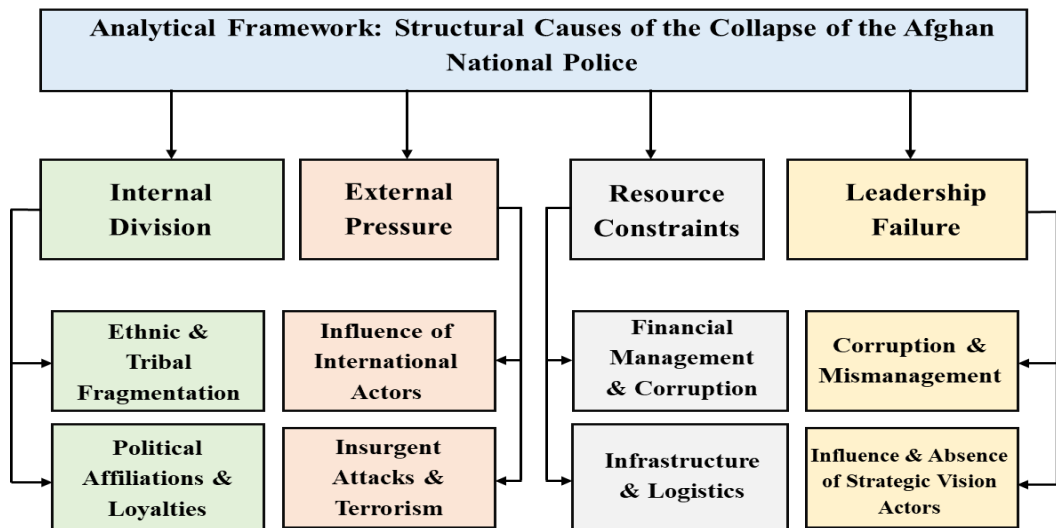 Analytical Framework: Structural Causes of the Collapse of the Afghan
National Police
Internal
Division
External
Pressure
Resource
Constraints
Leadership
Failure
Ethnic &
Tribal
Fragmentation
Influence of
International
Actors
Financial
Management
& Corruption
Corruption &
Mismanagement
Political
Affiliations &
Loyalties
Insurgent
Attacks &
Terrorism
Infrastructure
& Logistics
Influence & Absence
of Strategic Vision
Actors